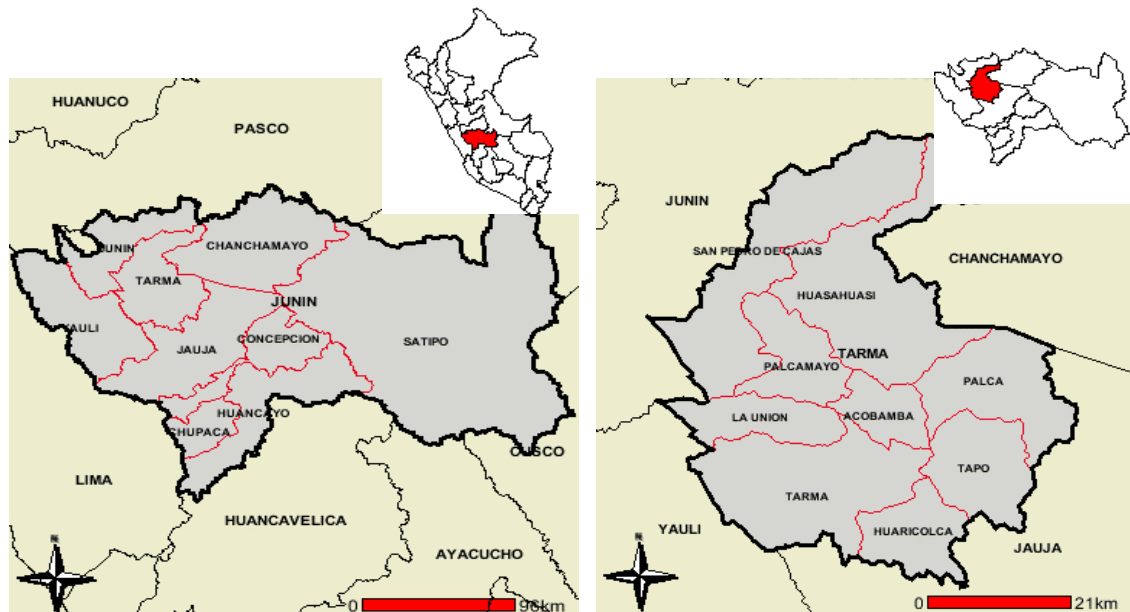 HUANUCO
PASCO
JUNIN
CHANCHAMAYO
TARMA
JUNIN
YAULI
CONCEPCION
JAUJA
SATIPO
HUANCAYO
CHUPACA
CUSCO
LIMA
HUANCAVELICA
AYACUCHO
N
0 96km
JUNIN
SAN PEDRO DE CAJAS
CHANCHAMAYO
HUASAHUASI
TARMA
PALCAMAYO
PALCA
LA UNION
ACOBAMBA
TAPO
TARMA
YAULI
HUARICOLCA
JAUJA
N
0 21km